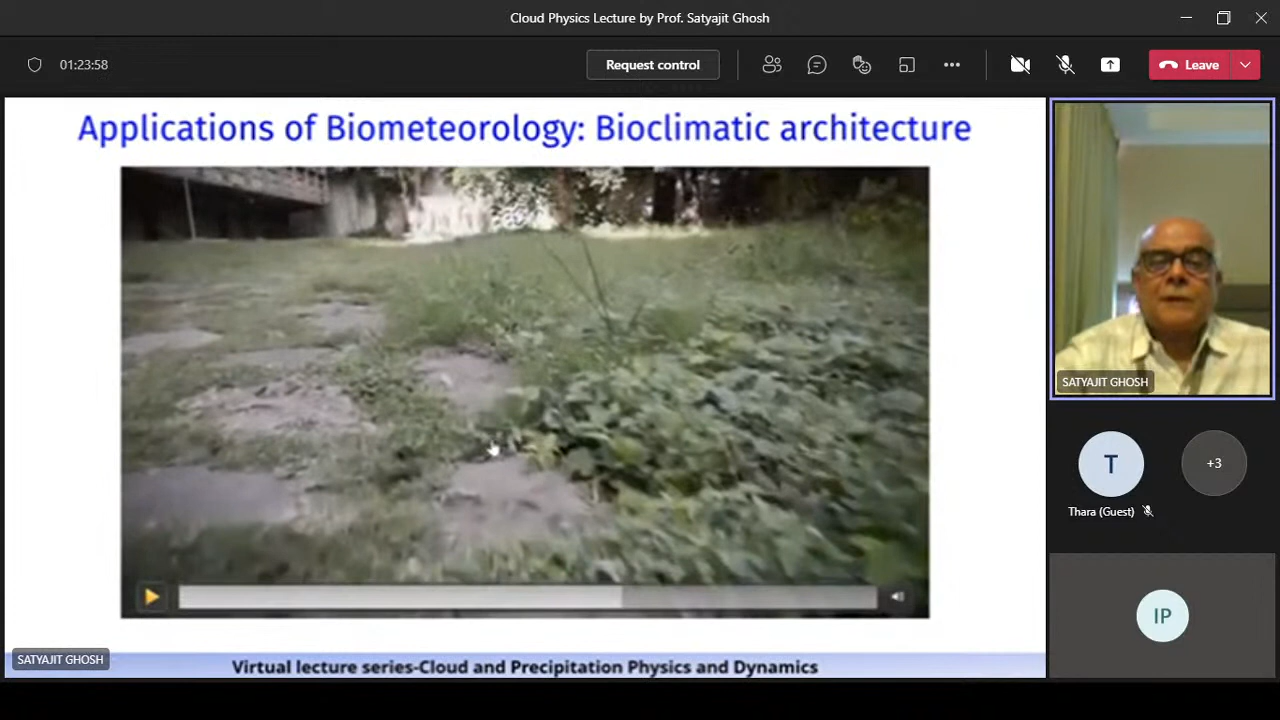 Cloud Physics Lecture by Prof. Satyajit Ghosh
01:23:58
Request control
Leave
Applications of Biometeorology: Bioclimatic architecture
SATYAJIT GHOSH
T
+3
Thara (Guest)
IP
SATYAJIT GHOSH
Virtual lecture series-Cloud and Precipitation Physics and Dynamics